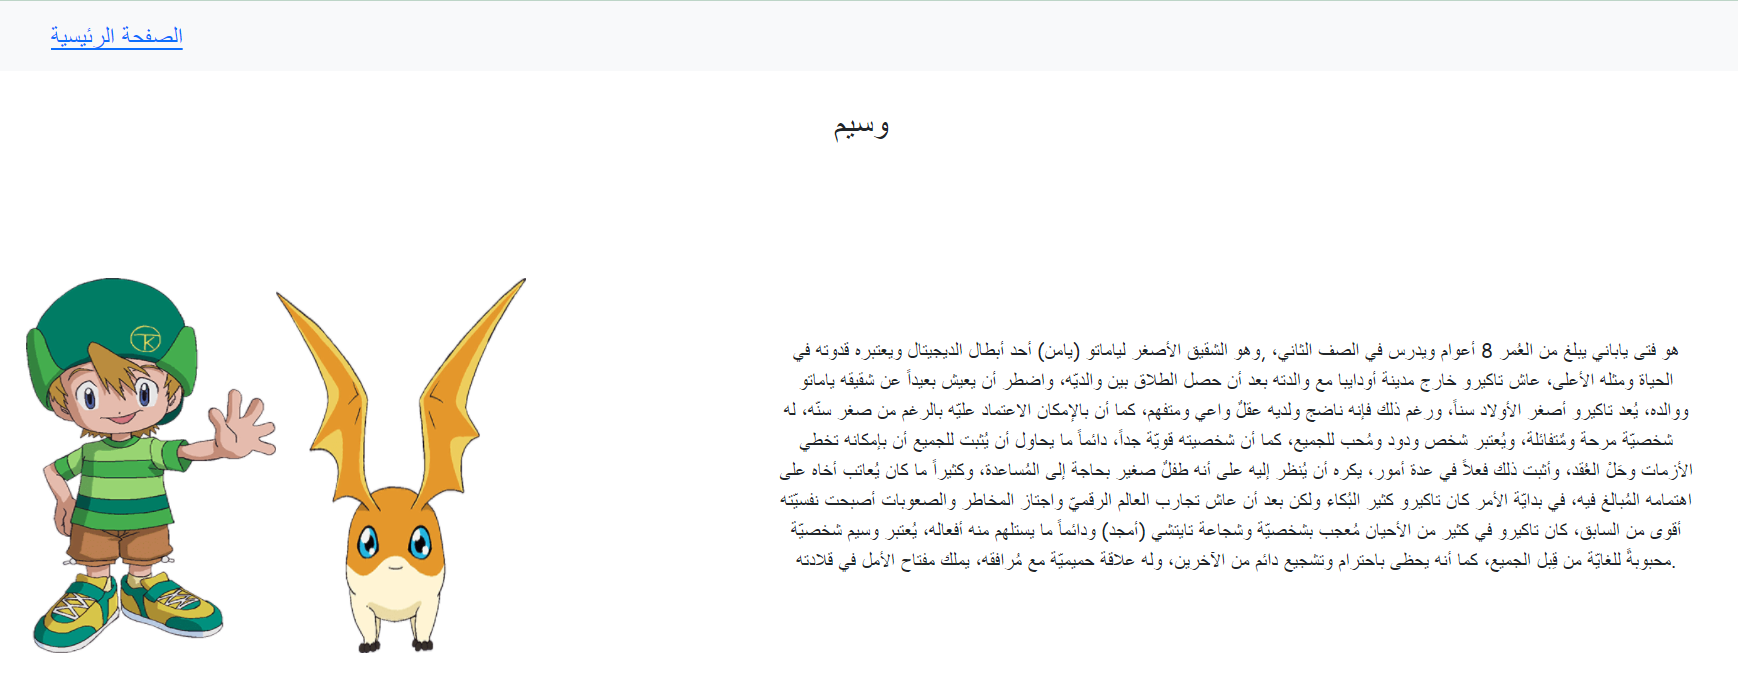 الصفحة الرئيسية
وسيم
TK
هو فتى ياباني يبلغ من العُمر 8 أعوام ويدرس في الصف الثاني، ,وهو الشقيق الأصغر لياماتو (يامن) أحد أبطال الديجيتال ويعتبره قدوته في
الحياة ومثله الأعلى، عاش تاكيرو خارج مدينة أودايبا مع والدته بعد أن حصل الطلاق بين والديّه، واضطر أن يعيش بعيداً عن شقيقه ياماتو
ووالده، يُعد تاكيرو أصغر الأولاد سناً، ورغم ذلك فإنه ناضج ولديه عقلٌ واعي ومتفهم، كما أن بالإمكان الاعتماد عليّه بالرغم من صغر سنّه، له
شخصيّة مرحة ومُتفائلة، ويُعتبر شخص ودود ومُحب للجميع، كما أن شخصيته قويّة جداً، دائماً ما يحاول أن يُثبت للجميع أن بإمكانه تخطي
الأزمات وحَلْ العُقد، وأثبت ذلك فعلاً في عدة أمور، يكره أن يُنظر إليه على أنه طفلٌ صغير بحاجة إلى المُساعدة، وكثيراً ما كان يُعاتب أخاه على
اهتمامه المُبالغ فيه، في بدايّة الأمر كان تاكيرو كثير البُكاء ولكن بعد أن عاش تجارب العالم الرقميّ واجتاز المخاطر والصعوبات أصبحت نفسيّته
أقوى من السابق، كان تاكيرو في كثير من الأحيان مُعجب بشخصيّة وشجاعة تايتشي (أمجد) ودائماً ما يستلهم منه أفعاله، يُعتبر وسيم شخصيّة
محبوبةً للغايّة من قِبل الجميع، كما أنه يحظى باحترام وتشجيع دائم من الآخرين، وله علاقة حميميّة مع مُرافقه، يملك مفتاح الأمل في قلادته.